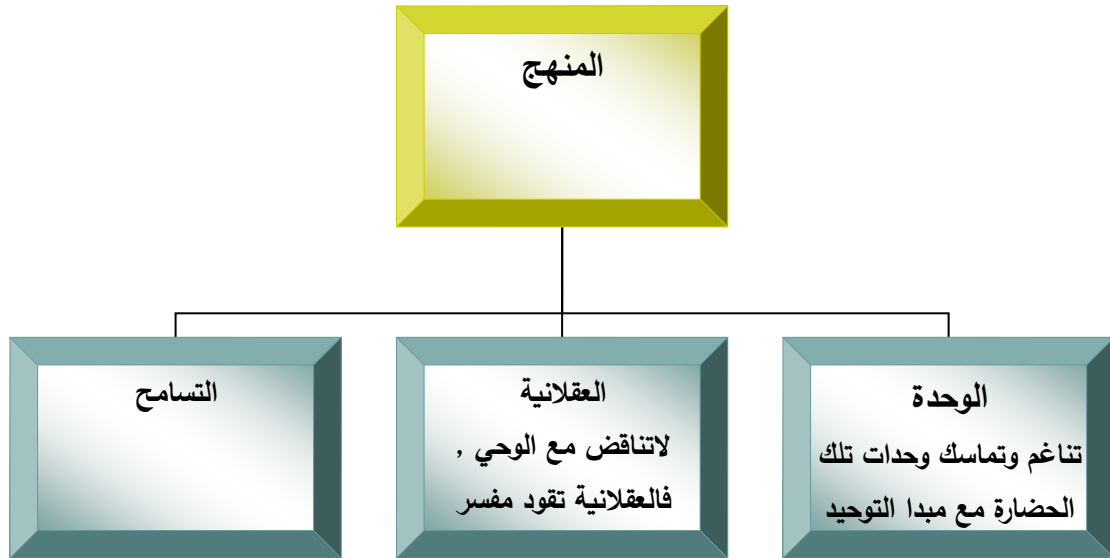 المنهج
الوحدة
تناغم وتماسك وحدات تلك
الحضارة مع مبدا التوحيد
العقلانية
لاتناقض مع الوحي ,
فالعقلانية تقود مفسر
التسامح